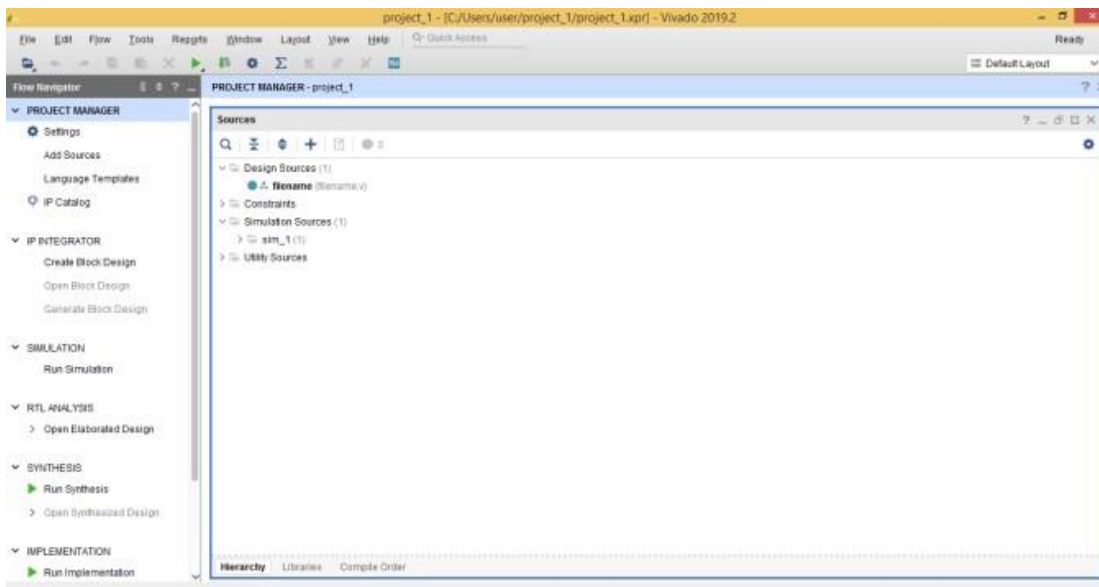 project_1 - [C:/Users/user/project_1/project_1.xpr] - Vivado 2019.2
File Edit Flow Tools Reports Window Layout View Help Quick Access
Ready
Default Layout
Flow Navigator
PROJECT MANAGER - project_1
PROJECT MANAGER
Settings
Add Sources
Language Templates
IP Catalog
IP INTEGRATOR
Create Block Design
Open Block Design
Generate Block Design
SIMULATION
Run Simulation
RTL ANALYSIS
Open Elaborated Design
SYNTHESIS
Run Synthesis
Open Synthesized Design
IMPLEMENTATION
Run Implementation
Sources
0
Design Sources (1)
filename (filename.v)
Constraints
Simulation Sources (1)
sim_1 (1)
Utility Sources
Hierarchy Libraries Compile Order